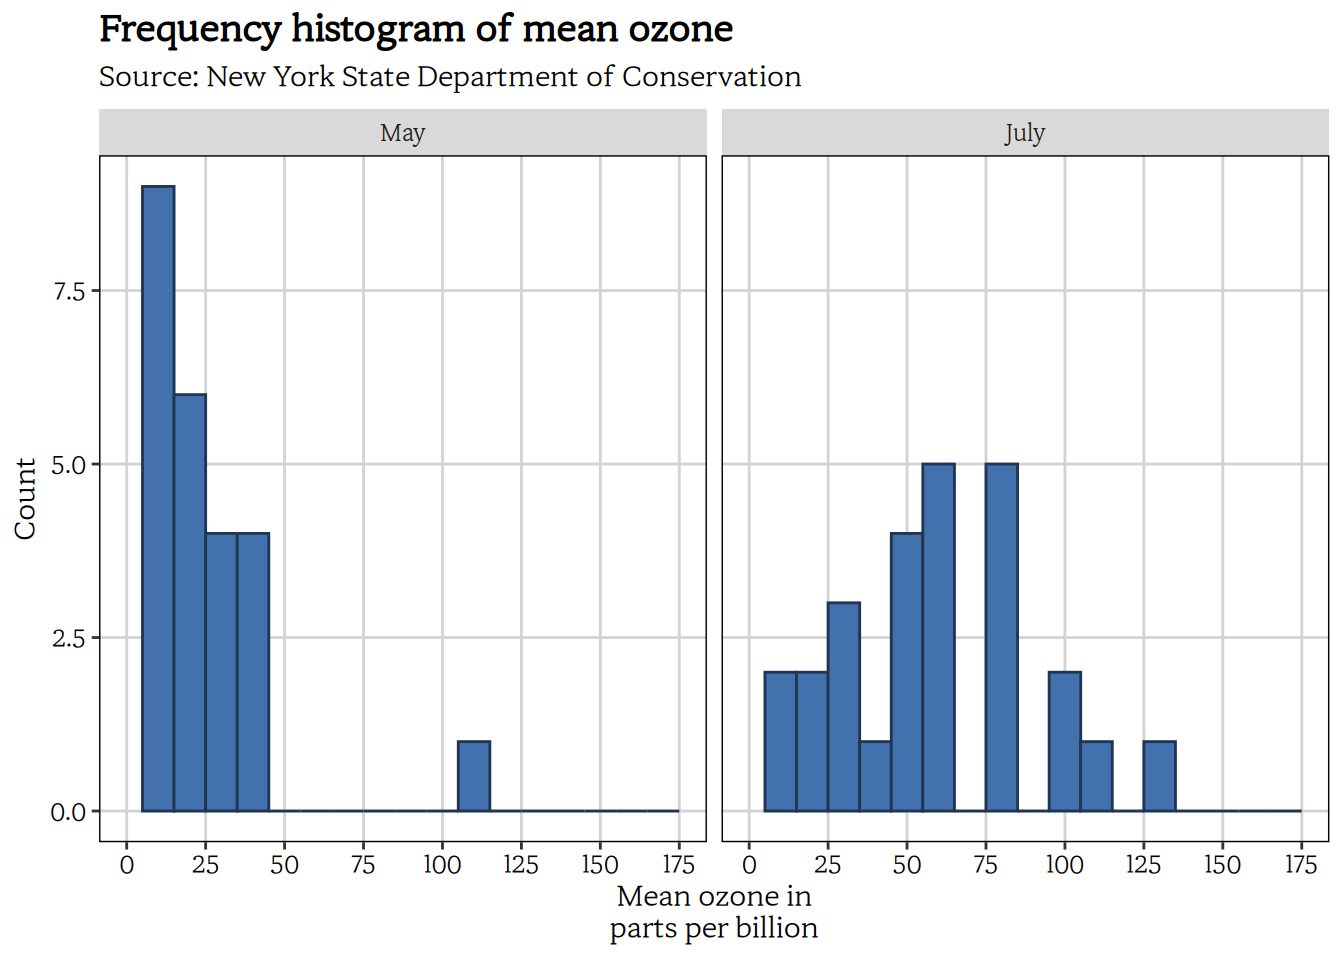 Frequency histogram of mean ozone
Source: New York State Department of Conservation
May
July
Count
7.5
5.0
2.5
0.0
0 25 50 75 100 125 150 175
0 25 50 75 100 125 150 175
Mean ozone in
parts per billion